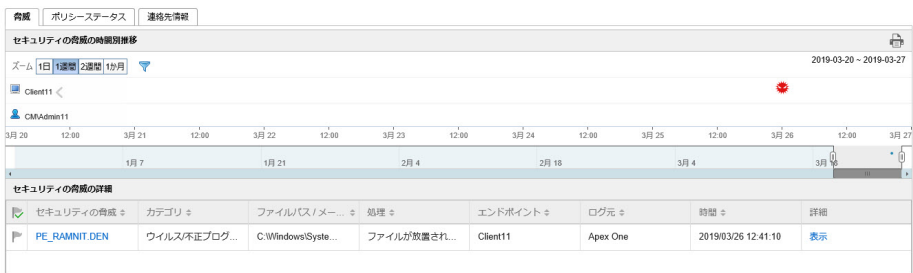 脅威 ポリシーステータス 連絡先情報
セキュリティの脅威の時間別推移
ズーム 1日 1週間 2週間 1か月 2019-03-20 ~ 2019-03-27
Client11
CM\Admin11
3月 20 12:00 3月 21 12:00 3月 22 12:00 3月 23 12:00 3月 24 12:00 3月 25 12:00 3月 26 12:00 3月 27
1月 7 1月 21 2月 4 2月 18 3月 4 3月 18
セキュリティの脅威の詳細
セキュリティの脅威 カテゴリ ファイルパス / メー... 処理 エンドポイント ログ元 時間 詳細
PE_RAMNIT.DEN ウイルス/不正プログ... C:\Windows\Syste... ファイルが放置され... Client11 Apex One 2019/03/26 12:41:10 表示